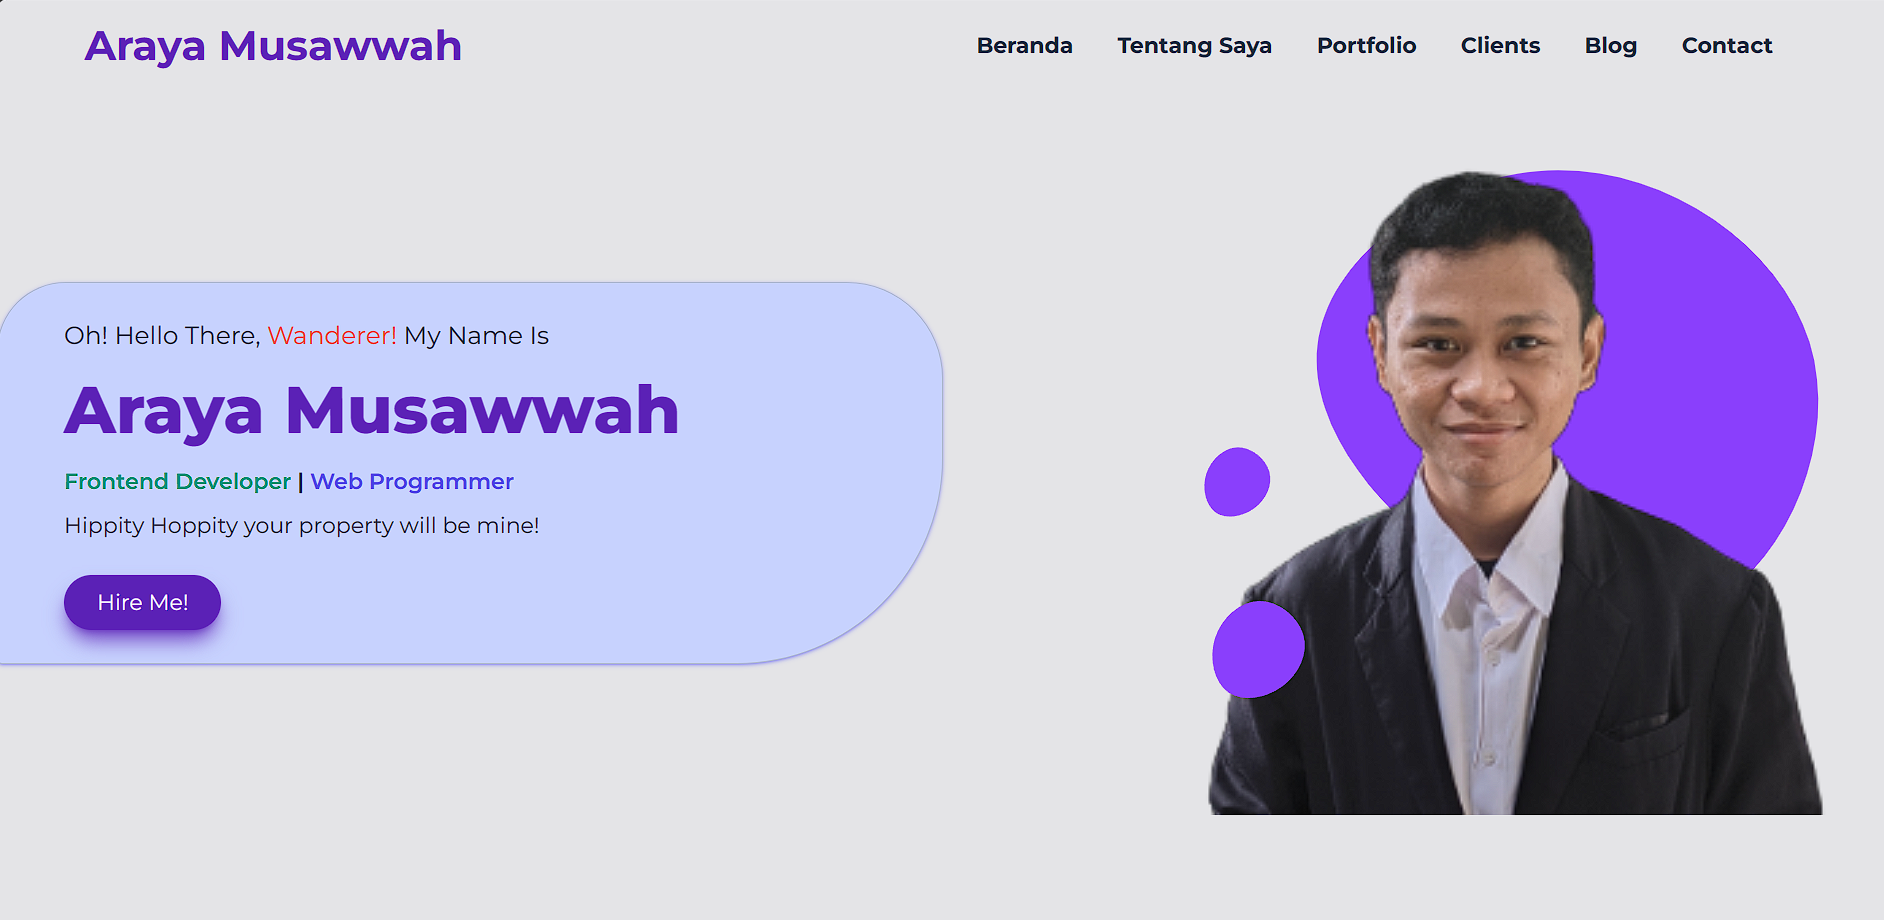 Araya Musawwah
Beranda Tentang Saya Portfolio Clients Blog Contact
Oh! Hello There, Wanderer! My Name Is
Araya Musawwah
Frontend Developer | Web Programmer
Hippity Hoppity your property will be mine!
Hire Me!